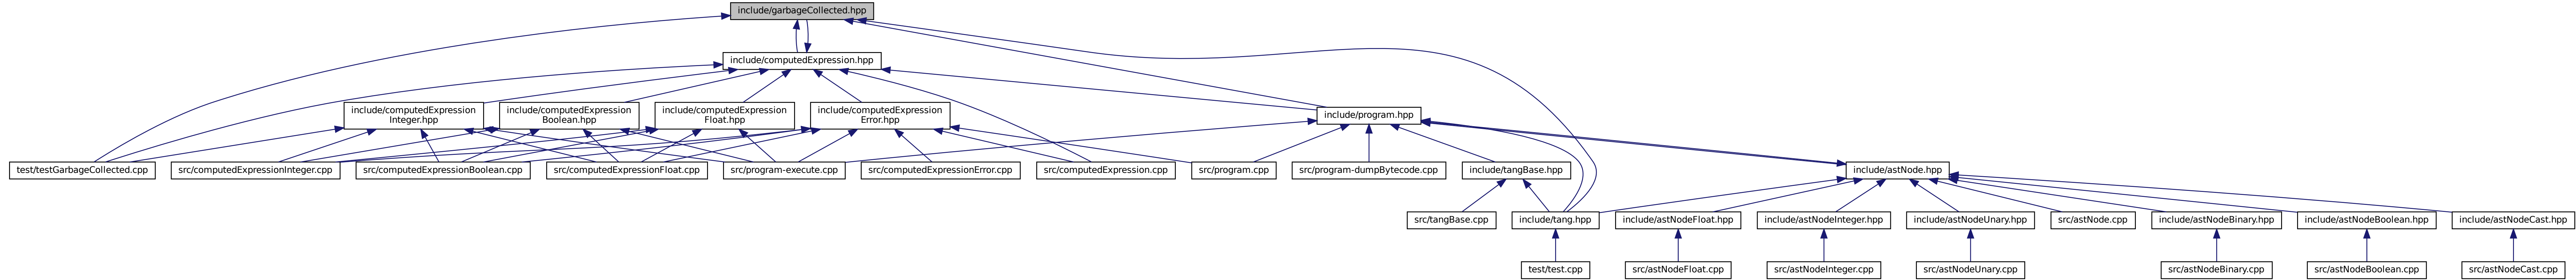 include/garbageCollected.hpp
include/computedExpression.hpp
include/computedExpression
Integer.hpp
include/computedExpression
Boolean.hpp
include/computedExpression
Float.hpp
include/computedExpression
Error.hpp
include/program.hpp
test/testGarbageCollected.cpp
src/computedExpressionInteger.cpp
src/computedExpressionBoolean.cpp
src/computedExpressionFloat.cpp
src/program-execute.cpp
src/computedExpressionError.cpp
src/computedExpression.cpp
src/program.cpp
src/program-dumpBytecode.cpp
include/tangBase.hpp
include/astNode.hpp
src/tangBase.cpp
include/tang.hpp
include/astNodeFloat.hpp
include/astNodeInteger.hpp
include/astNodeUnary.hpp
src/astNode.cpp
include/astNodeBinary.hpp
include/astNodeBoolean.hpp
include/astNodeCast.hpp
test/test.cpp
src/astNodeFloat.cpp
src/astNodeInteger.cpp
src/astNodeUnary.cpp
src/astNodeBinary.cpp
src/astNodeBoolean.cpp
src/astNodeCast.cpp